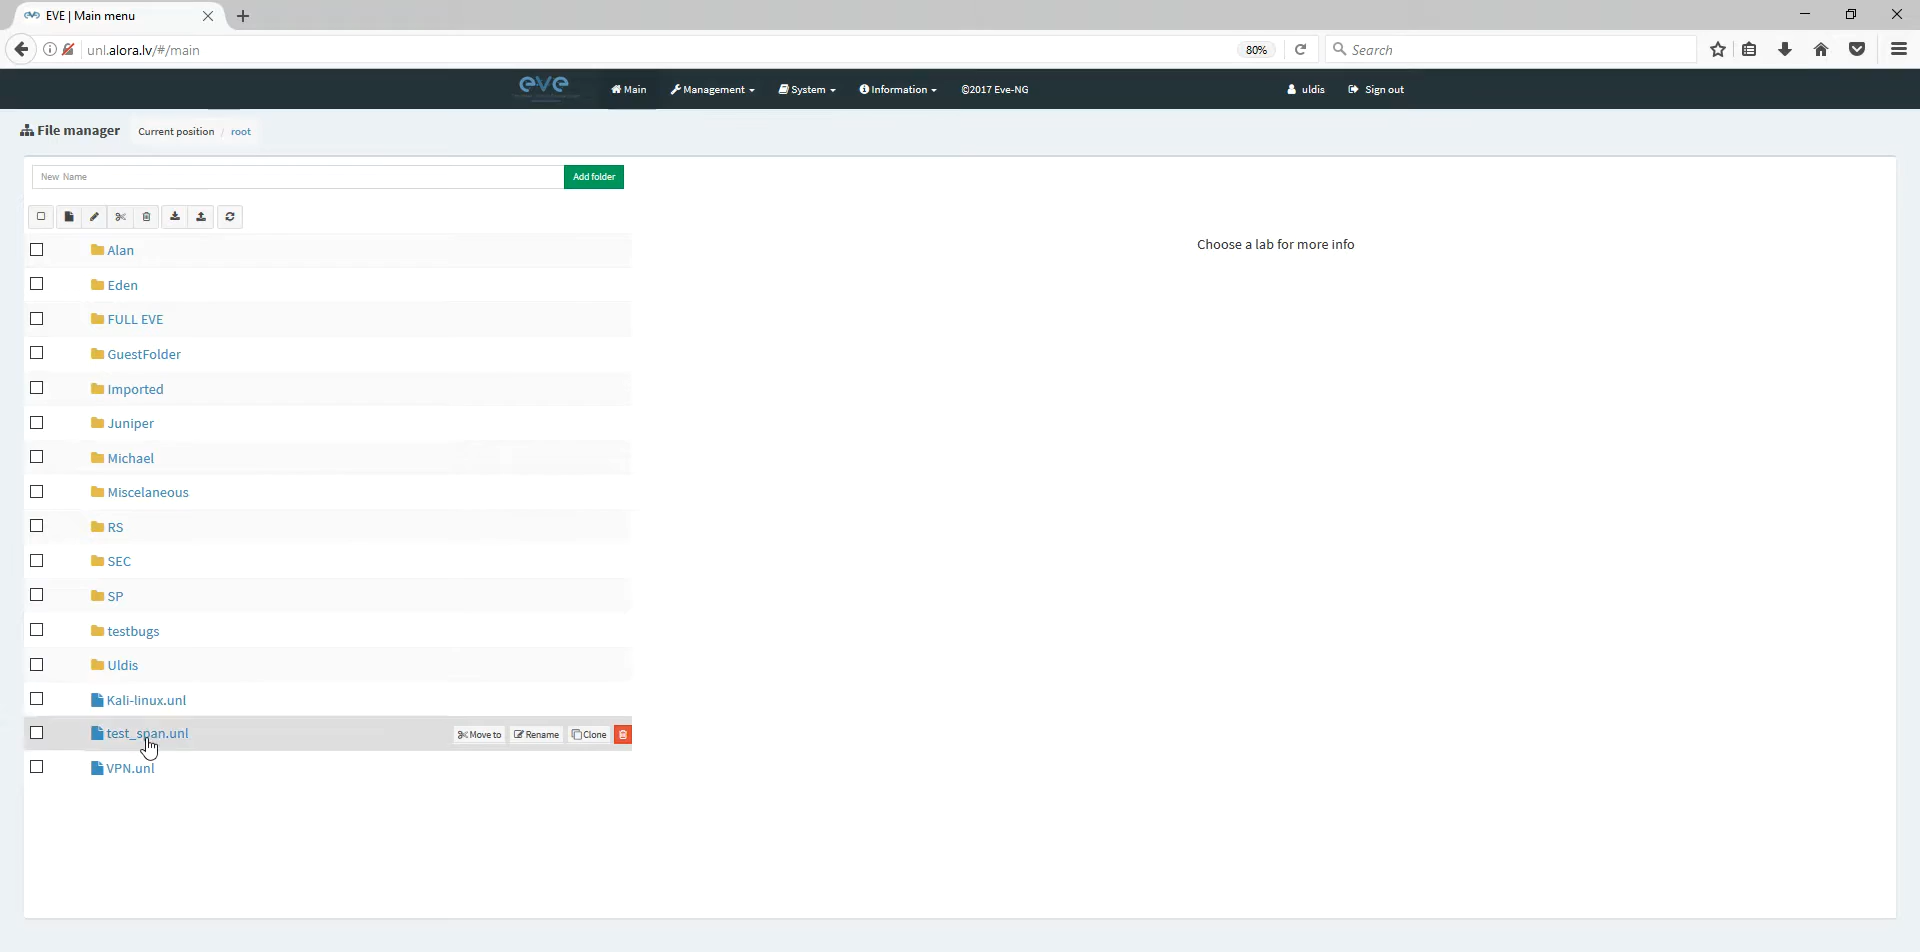 EVE | Main menu
unl.alora.lv/#/main
80%
Search
eve
Main
Management
System
Information
©2017 Eve-NG
uldis
Sign out
File manager
Current position / root
New Name
Add folder
Choose a lab for more info
Alan
Eden
FULL EVE
GuestFolder
Imported
Juniper
Michael
Miscelaneous
RS
SEC
SP
testbugs
Uldis
Kali-linux.unl
test_span.unl
Move to
Rename
Clone
VPN.unl